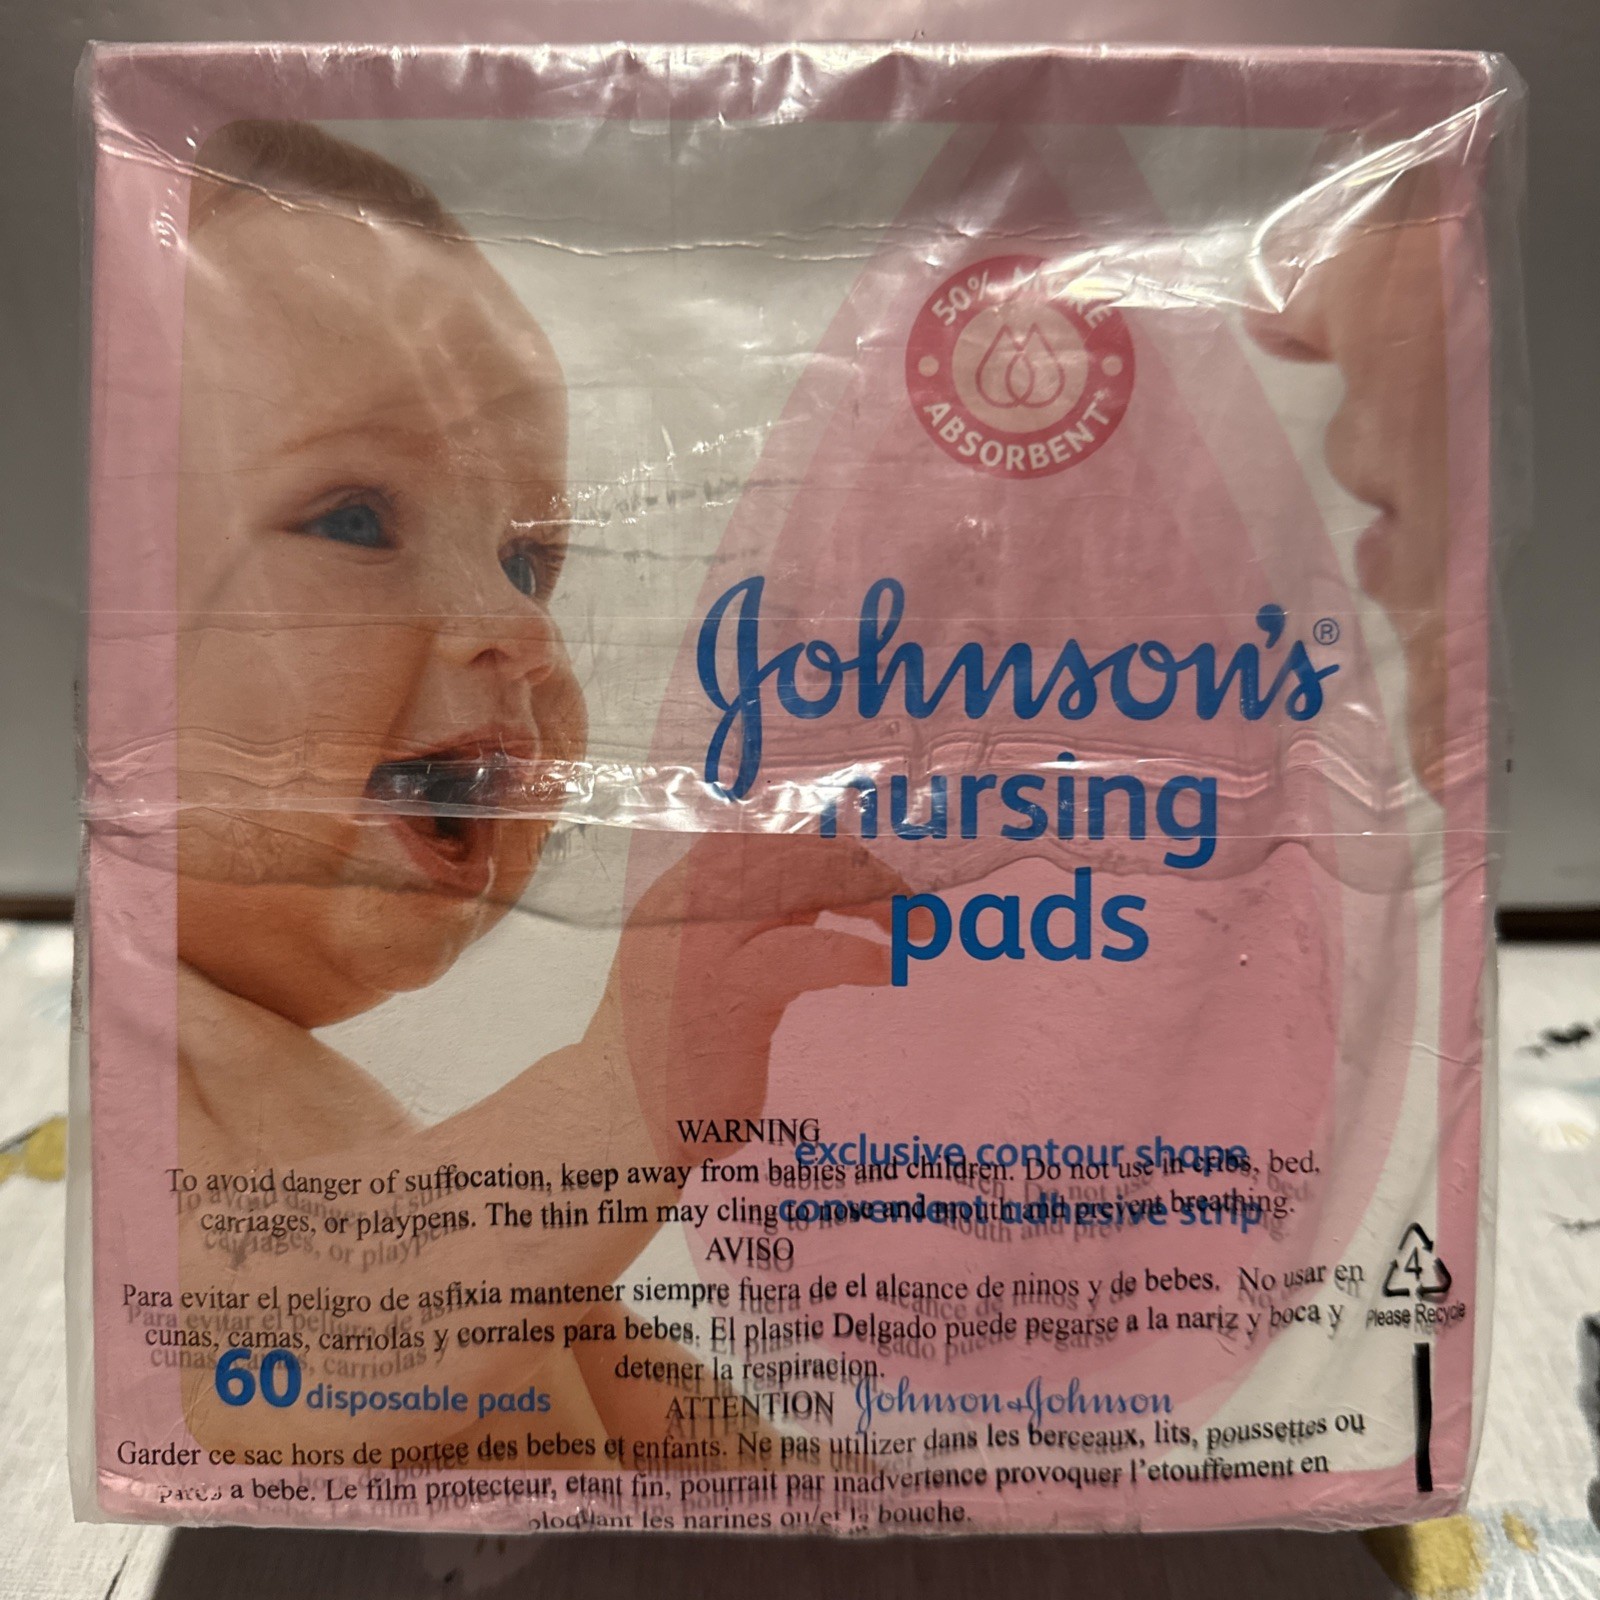 50% MORE
ABSORBENT*
Johnson's®
nursing
pads
exclusive contour shape
convenient adhesive strip
WARNING
To avoid danger of suffocation, keep away from babies and children. Do not use in cribs, bed,
carriages, or playpens. The thin film may cling to nose and mouth and prevent breathing.
AVISO
Para evitar el peligro de asfixia mantener siempre fuera de el alcance de ninos y de bebes. No usar en
cunas, camas, carriolas y corrales para bebes. El plastic Delgado puede pegarse a la nariz y boca y
detener la respiracion.
4
Please Recycle
60 disposable pads
Johnson & Johnson
ATTENTION
Garder ce sac hors de portee des bebes et enfants. Ne pas utilizer dans les berceaux, lits, poussettes ou
a bebe. Le film protecteur, etant fin, pourrait par inadvertence provoquer l'etouffement en
les narines ou/et la bouche.